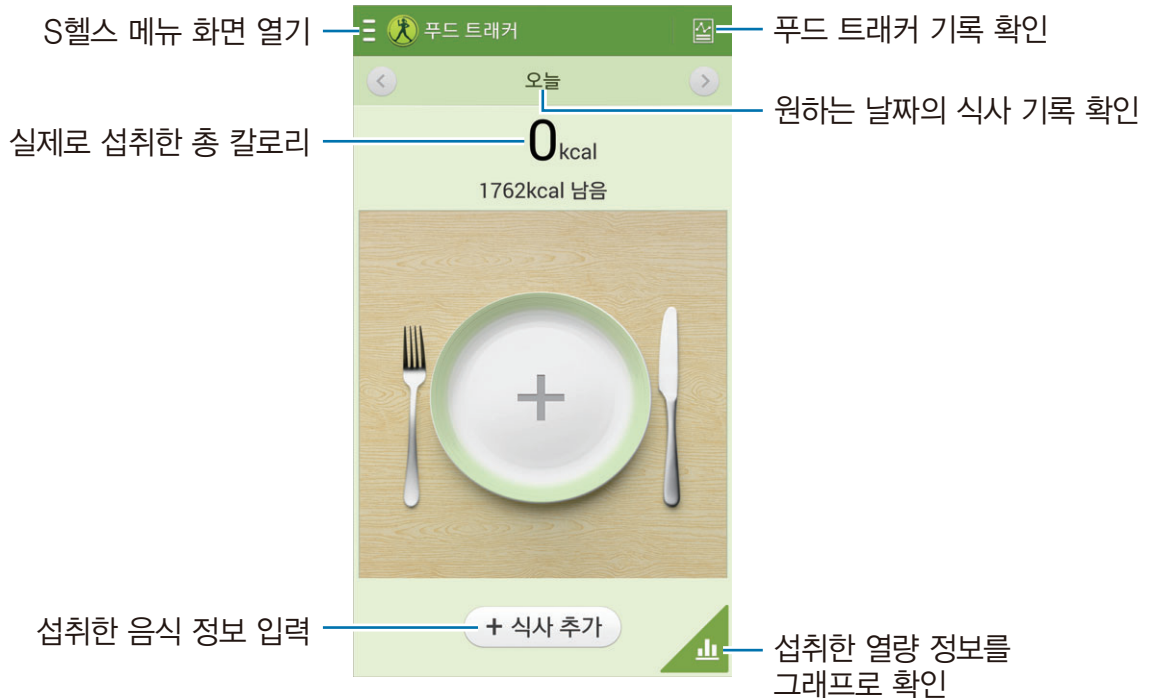 S헬스 메뉴 화면 열기
푸드 트래커
푸드 트래커 기록 확인
오늘
원하는 날짜의 식사 기록 확인
실제로 섭취한 총 칼로리
0kcal
1762kcal 남음
섭취한 음식 정보 입력
+ 식사 추가
섭취한 열량 정보를
그래프로 확인